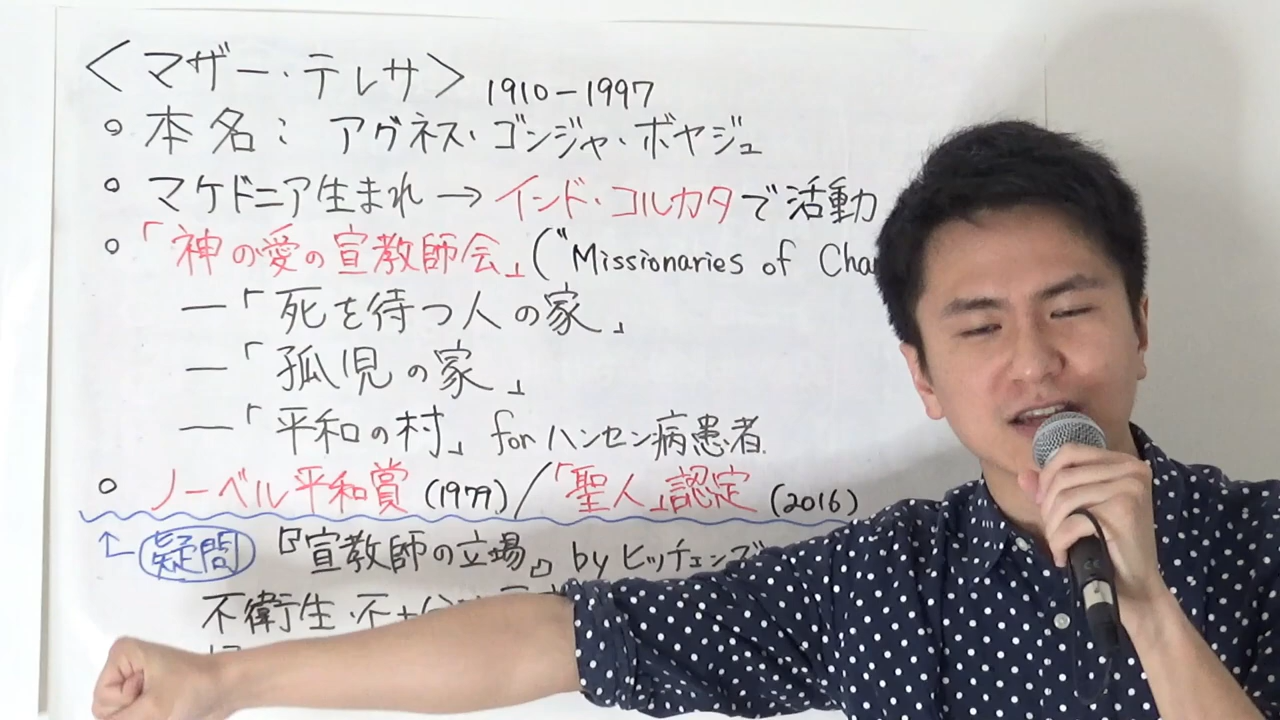 〈マザー・テレサ〉 1910-1997
○ 本名： アグネス・ゴンジャ・ボヤジュ
○ マケドニア生まれ → インド・コルカタで活動
○ 「神の愛の宣教師会」("Missionaries of
―「死を待つ人の家」
―「孤児の家」
―「平和の村」 for ハンセン病患者.
○ ノーベル平和賞 (1979) / 「聖人」認定 (2016)
疑問 『宣教師の立場』 by ヒッチェンズ
不衛生・不十分